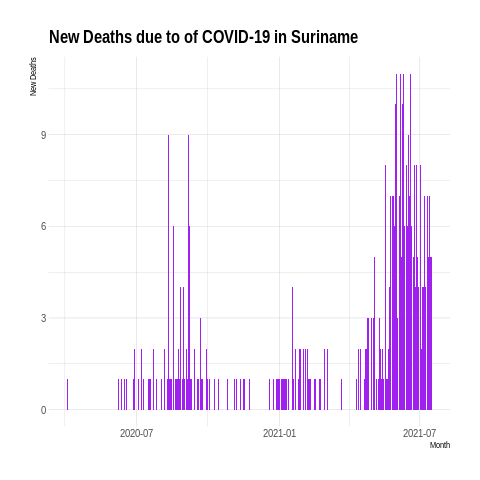 New Deaths due to of COVID-19 in Suriname
New Deaths
9
6
3
0
2020-07
2021-01
2021-07
Month